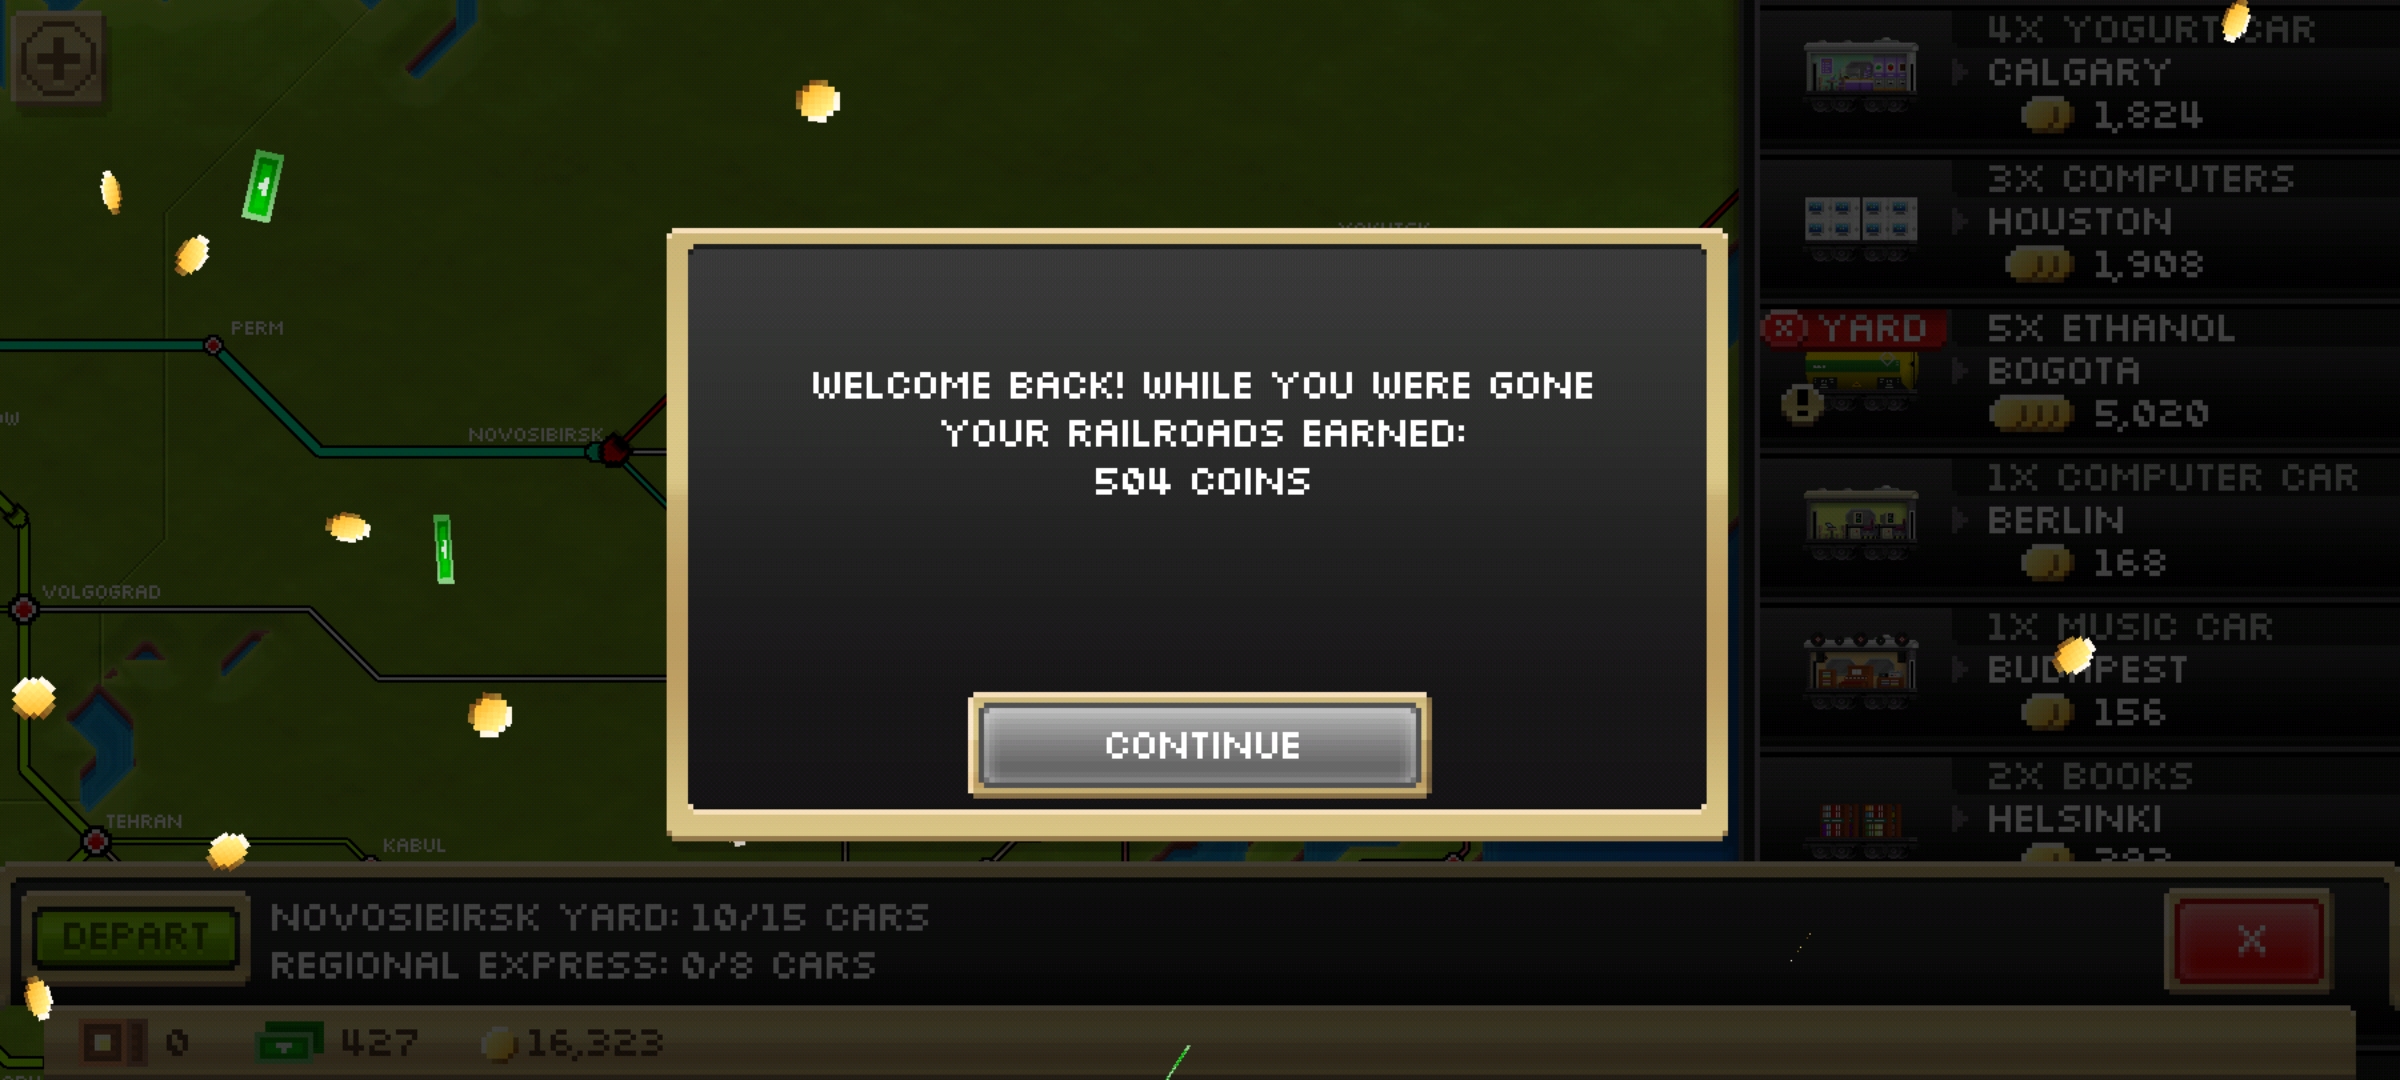 4X YOGURT CAR
CALGARY
1,824
3X COMPUTERS
HOUSTON
1,908
YARD
5X ETHANOL
BOGOTA
5,020
1X COMPUTER CAR
BERLIN
168
1X MUSIC CAR
BUDAPEST
156
2X BOOKS
HELSINKI
PERM
NOVOSIBIRSK
VOLGOGRAD
TEHRAN
KABUL
WELCOME BACK! WHILE YOU WERE GONE
YOUR RAILROADS EARNED:
504 COINS
CONTINUE
DEPART
NOVOSIBIRSK YARD: 10/15 CARS
REGIONAL EXPRESS: 0/8 CARS
X
0
427
16,323